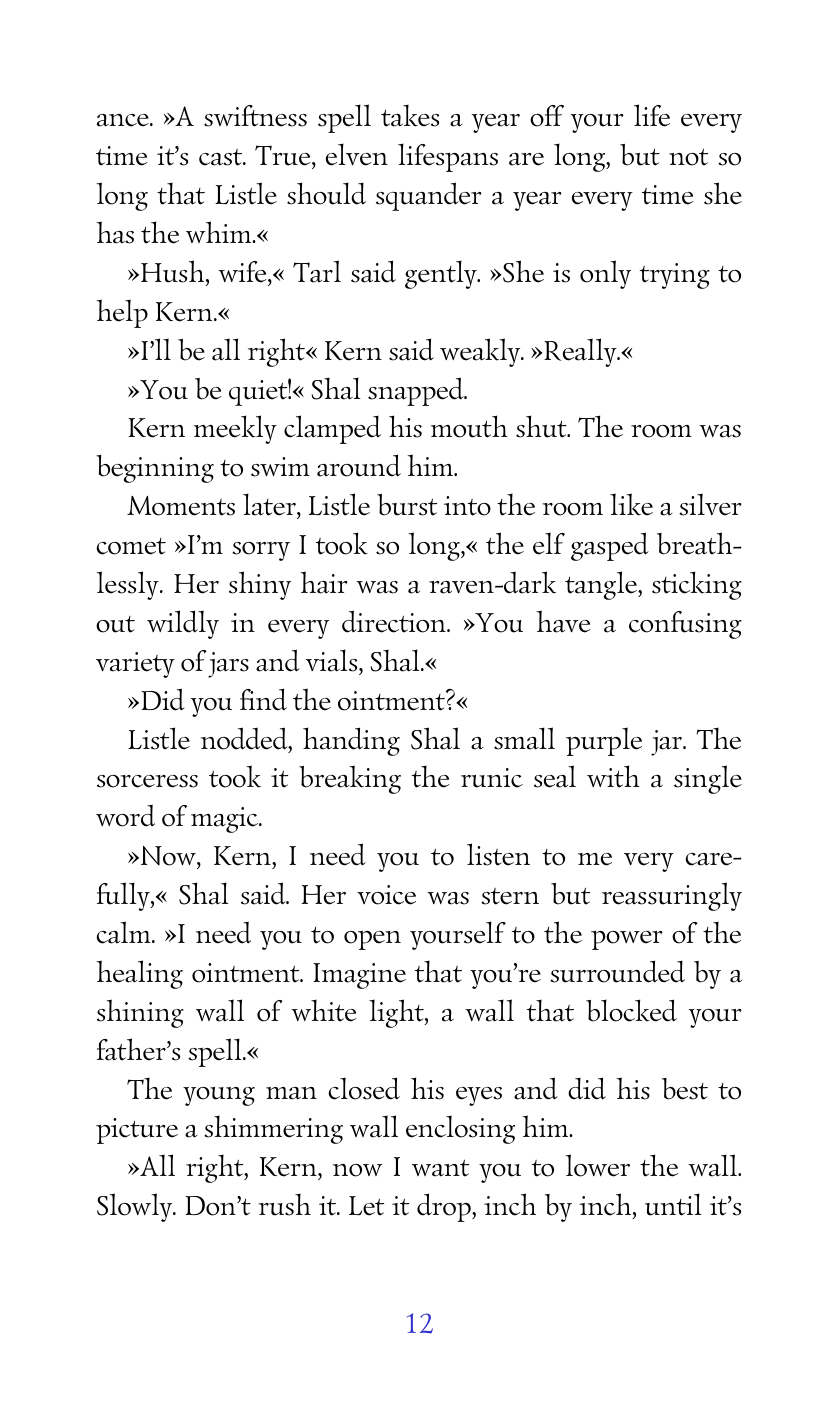 ance. »A swiftness spell takes a year off your life every
time it’s cast. True, elven lifespans are long, but not so
long that Listle should squander a year every time she
has the whim.«
»Hush, wife,« Tarl said gently. »She is only trying to
help Kern.«
»I’ll be all right« Kern said weakly. »Really.«
»You be quiet!« Shal snapped.
Kern meekly clamped his mouth shut. The room was
beginning to swim around him.
Moments later, Listle burst into the room like a silver
comet »I’m sorry I took so long,« the elf gasped breath-
lessly. Her shiny hair was a raven-dark tangle, sticking
out wildly in every direction. »You have a confusing
variety of jars and vials, Shal.«
»Did you find the ointment?«
Listle nodded, handing Shal a small purple jar. The
sorceress took it breaking the runic seal with a single
word of magic.
»Now, Kern, I need you to listen to me very care-
fully,« Shal said. Her voice was stern but reassuringly
calm. »I need you to open yourself to the power of the
healing ointment. Imagine that you’re surrounded by a
shining wall of white light, a wall that blocked your
father’s spell.«
The young man closed his eyes and did his best to
picture a shimmering wall enclosing him.
»All right, Kern, now I want you to lower the wall.
Slowly. Don’t rush it. Let it drop, inch by inch, until it’s
12